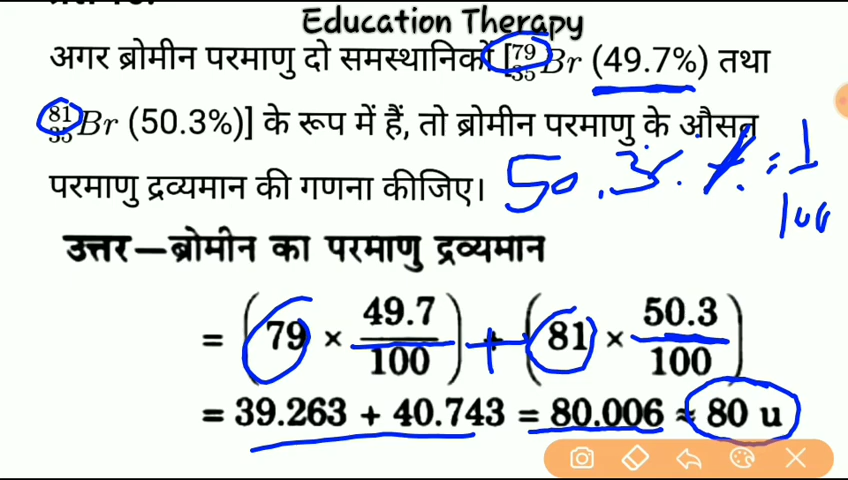 Education Therapy
अगर ब्रोमीन परमाणु दो समस्थानिकों [⁷⁹₃₅Br (49.7%) तथा
⁸¹₃₅Br (50.3%)] के रूप में हैं, तो ब्रोमीन परमाणु के औसत
परमाणु द्रव्यमान की गणना कीजिए।
50.3 % = 1/100
उत्तर—ब्रोमीन का परमाणु द्रव्यमान
= (79 × 49.7/100) + (81 × 50.3/100)
= 39.263 + 40.743 = 80.006 ≈ 80 u